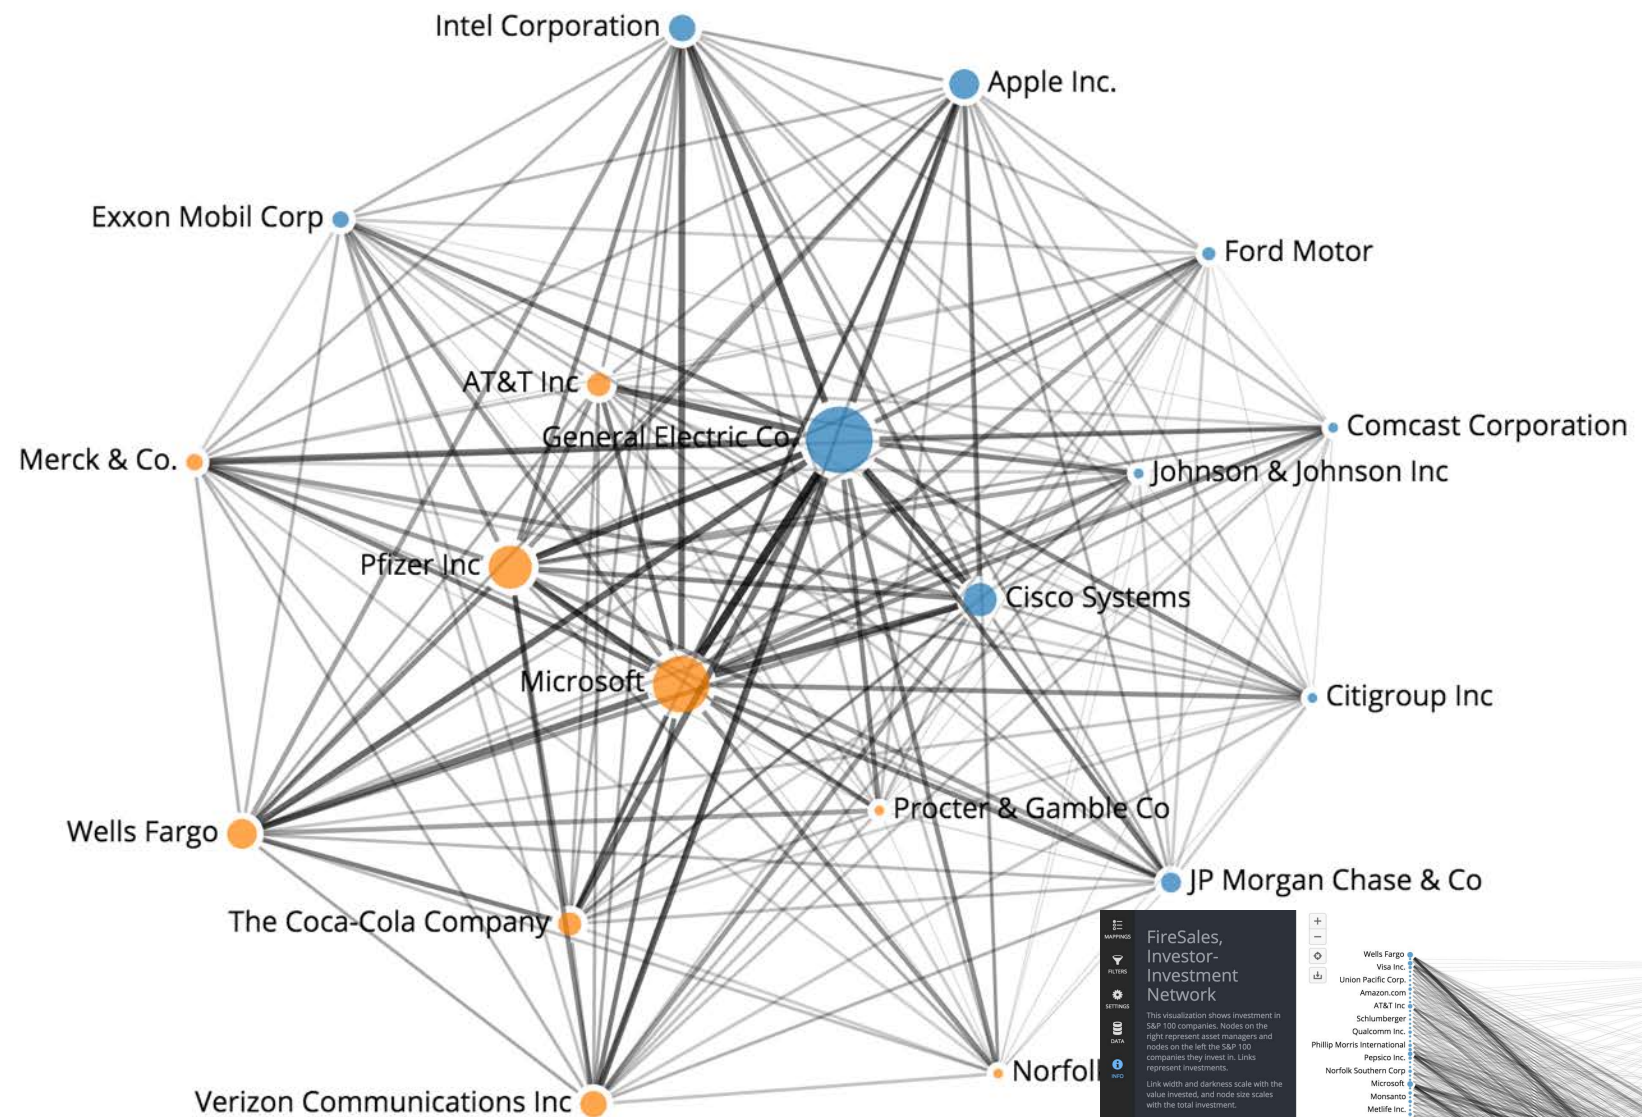 Intel Corporation
Apple Inc.
Exxon Mobil Corp
Ford Motor
AT&T Inc
General Electric Co.
Comcast Corporation
Merck & Co.
Johnson & Johnson Inc
Pfizer Inc
Cisco Systems
Microsoft
Citigroup Inc
Procter & Gamble Co
Wells Fargo
JP Morgan Chase & Co
The Coca-Cola Company
Norfol
Verizon Communications Inc
MAPPINGS
FILTERS
SETTINGS
DATA
INFO
FireSales,
Investor-
Investment
Network
This visualization shows investment in
S&P 100 companies. Nodes on the
right represent asset managers and
nodes on the left the S&P 100
companies they invest in. Links
represent investments.
Link width and darkness scale with the
value invested, and node size scales
with the total investment.
Wells Fargo
Visa Inc.
Union Pacific Corp.
Amazon.com
AT&T Inc
Schlumberger
Qualcomm Inc.
Phillip Morris International
Pepsico Inc.
Norfolk Southern Corp
Microsoft
Monsanto
Metlife Inc.